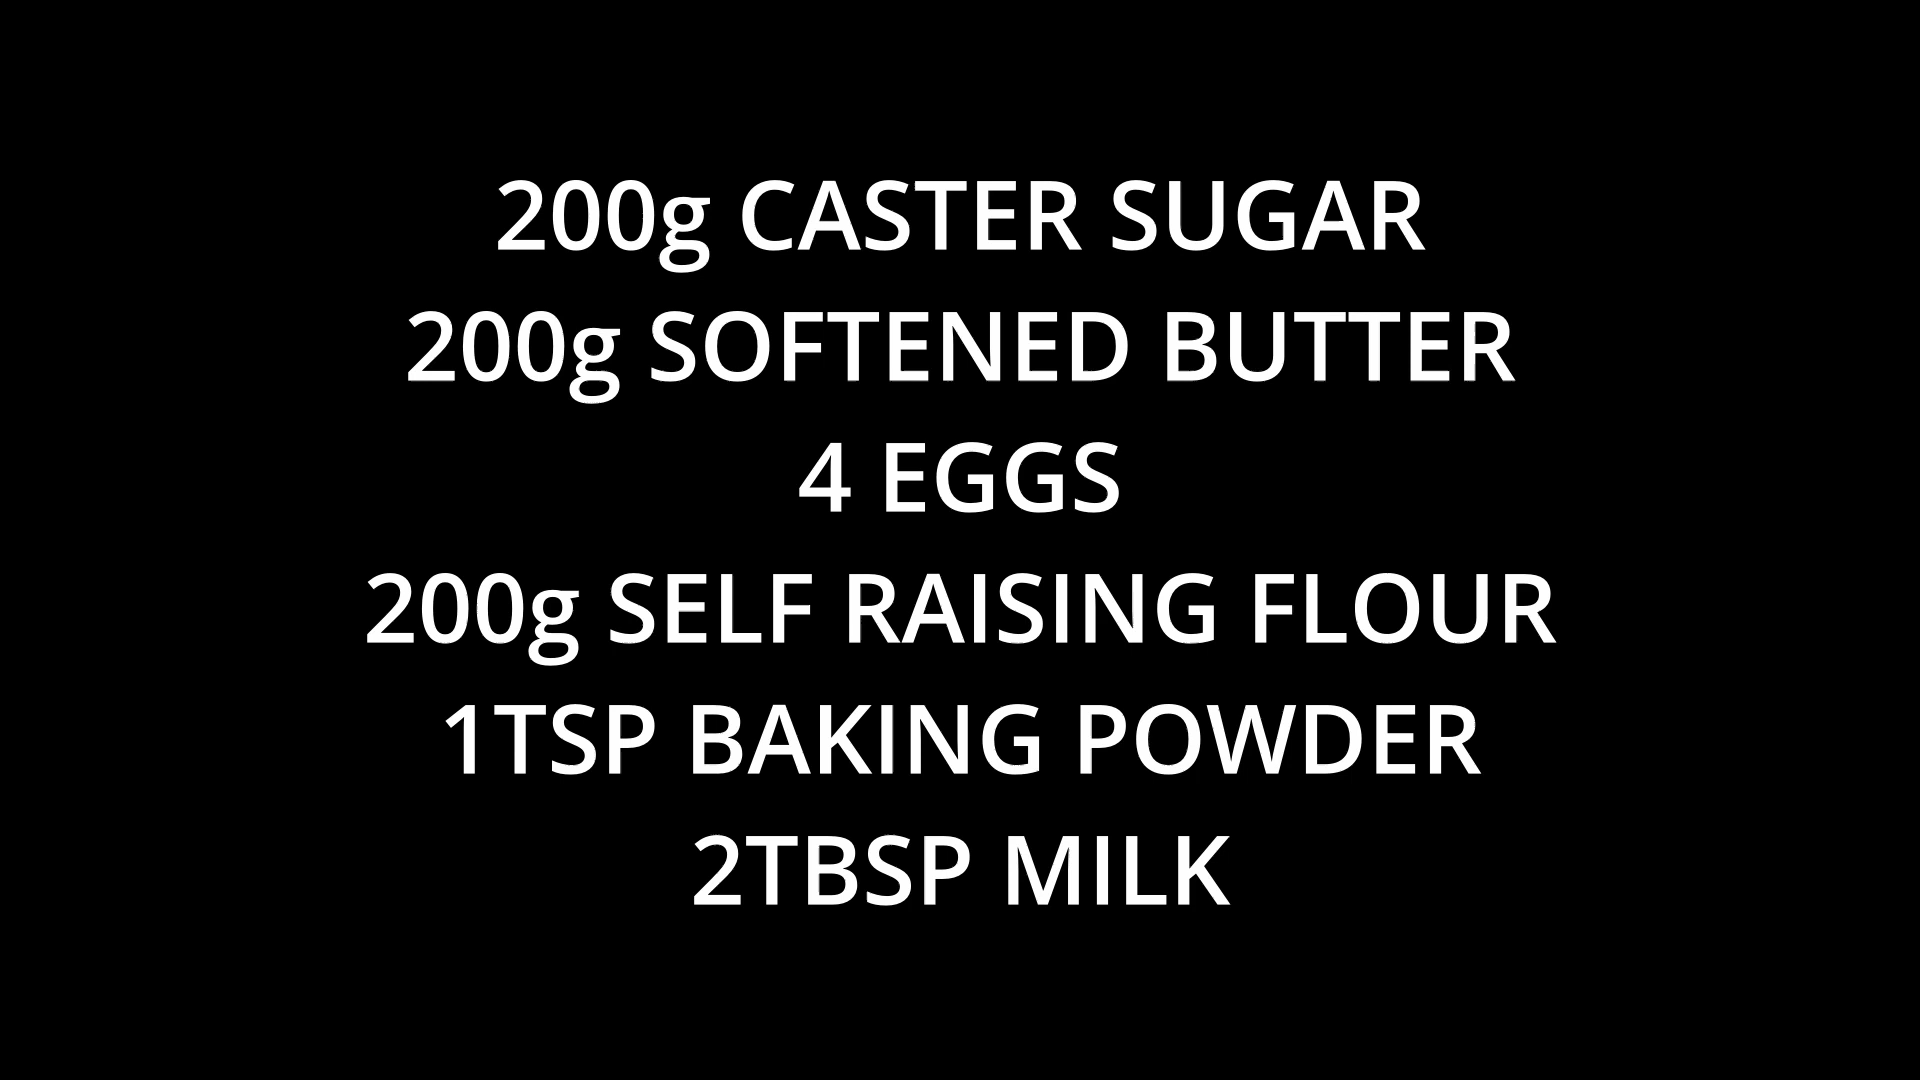 200g CASTER SUGAR
200g SOFTENED BUTTER
4 EGGS
200g SELF RAISING FLOUR
1TSP BAKING POWDER
2TBSP MILK